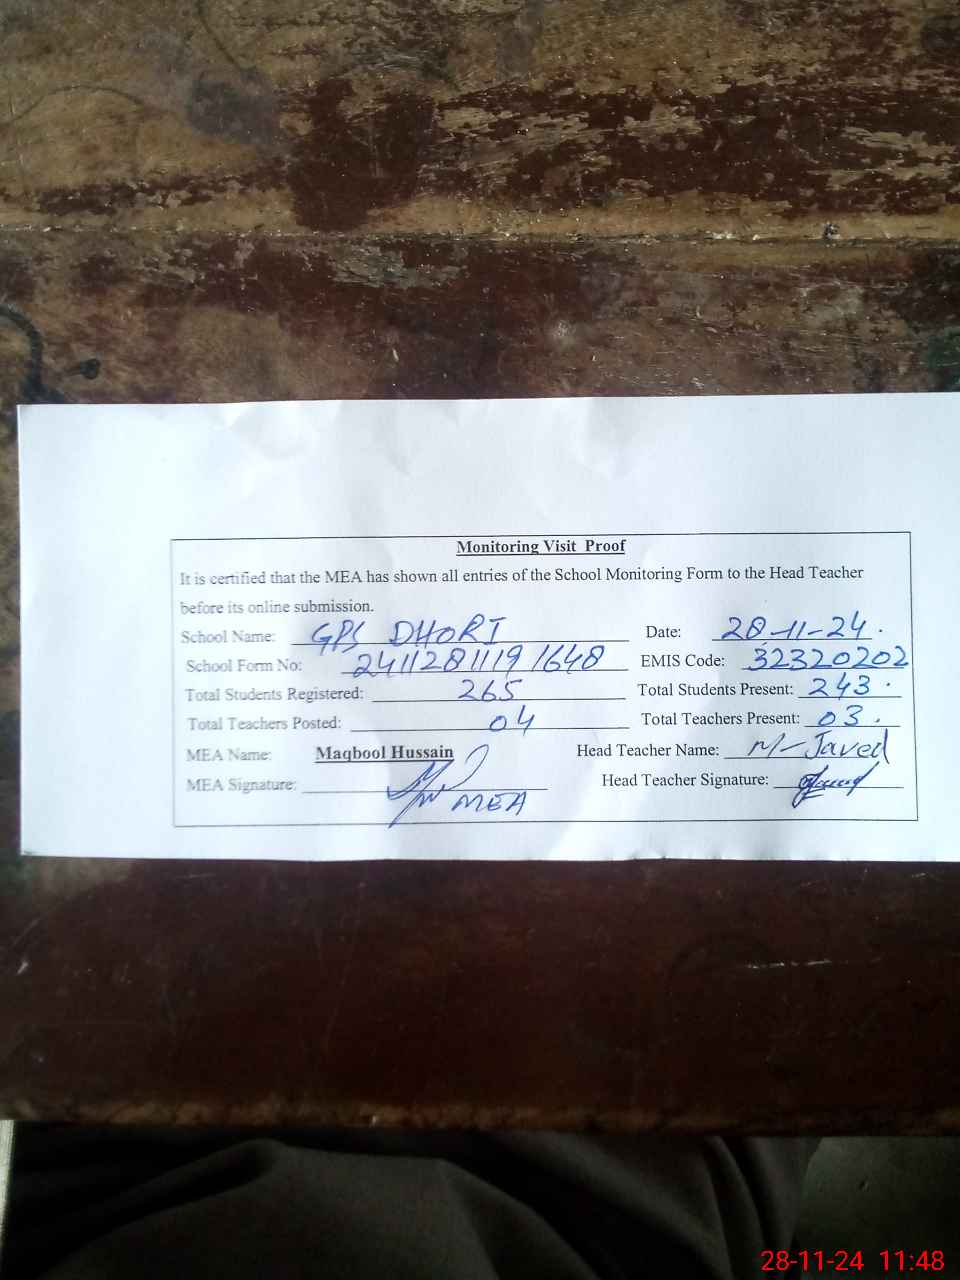 Monitoring Visit Proof
It is certified that the MEA has shown all entries of the School Monitoring Form to the Head Teacher
before its online submission.
School Name: GPS DHORI Date: 28-11-24.
School Form No: 24112811191648 EMIS Code: 32320202
Total Students Registered: 265 Total Students Present: 243.
Total Teachers Posted: 04 Total Teachers Present: 03.
MEA Name: Maqbool Hussain Head Teacher Name: M-Javed
MEA Signature: MEA Head Teacher Signature:
28-11-24 11:48